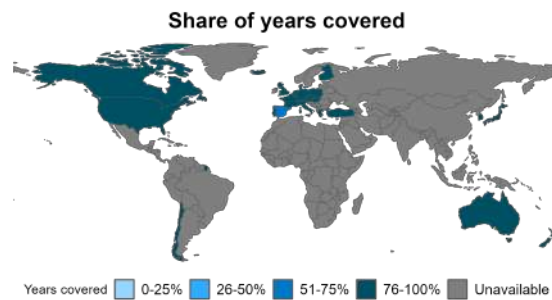 Share of years covered
Years covered 0-25% 26-50% 51-75% 76-100% Unavailable